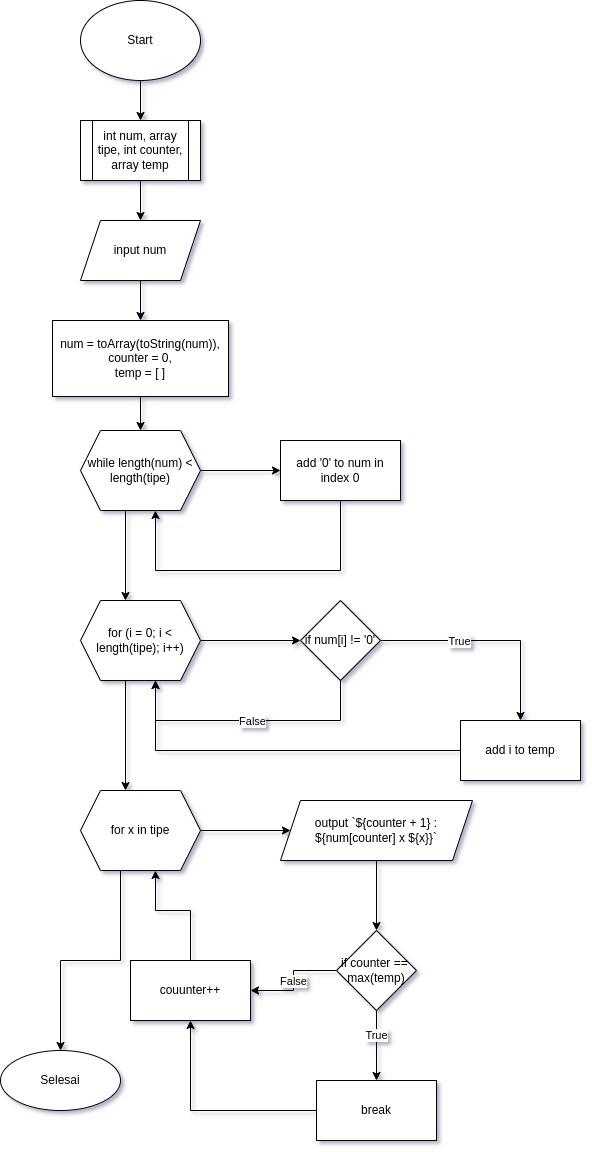 Start
int num, array
tipe, int counter,
array temp
input num
num = toArray(toString(num)),
counter = 0,
temp = [ ]
while length(num) <
length(tipe)
add '0' to num in
index 0
for (i = 0; i <
length(tipe); i++)
if num[i] != '0'
True
False
add i to temp
for x in tipe
output `${counter + 1} :
${num[counter] x ${x}}`
if counter ==
max(temp)
False
couunter++
True
Selesai
break